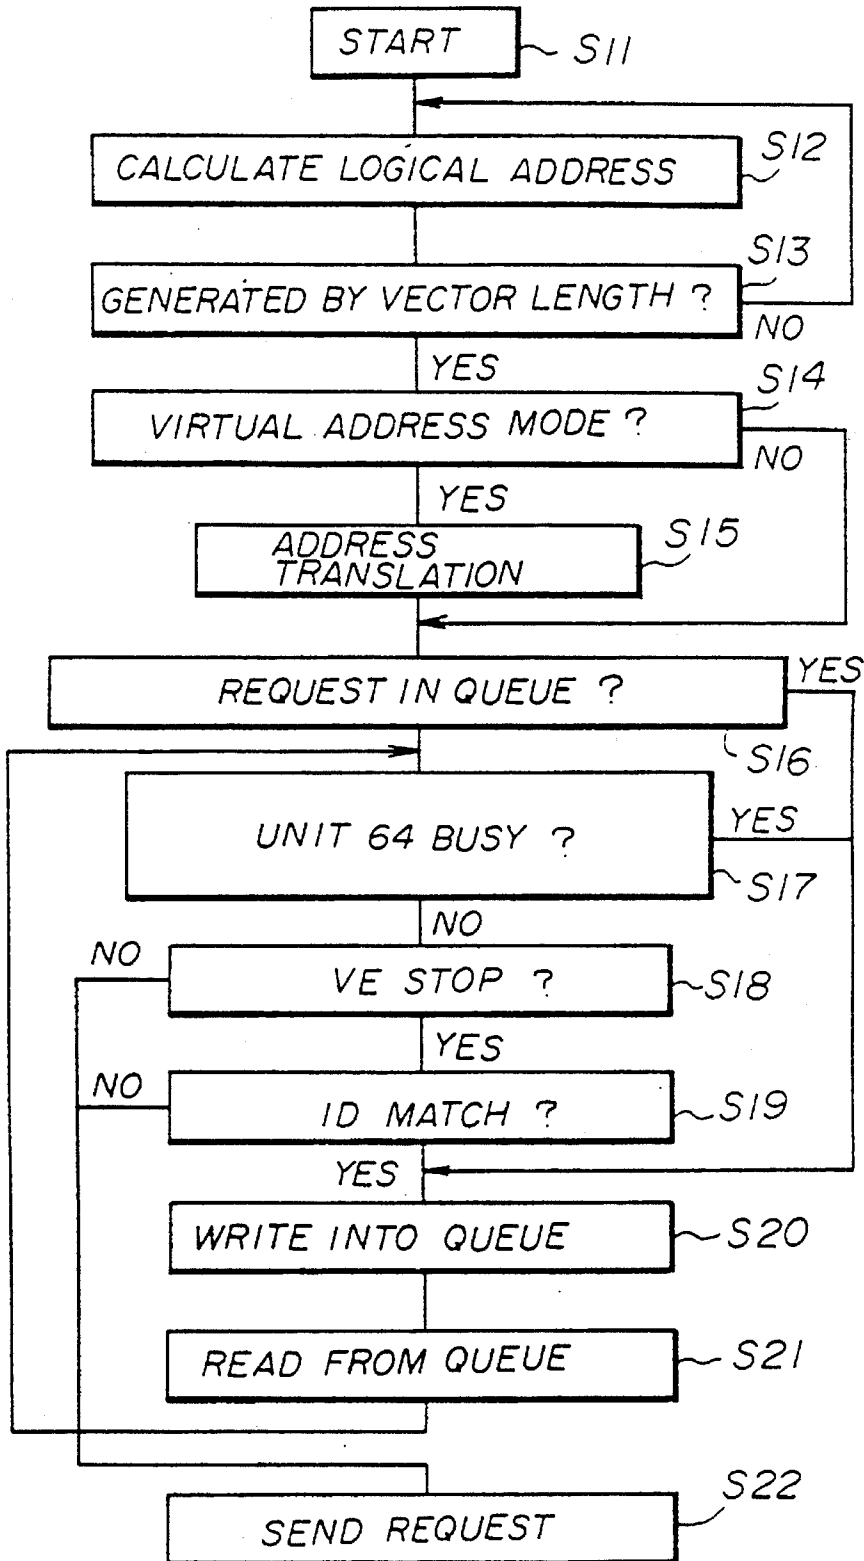 START
S11
CALCULATE LOGICAL ADDRESS
S12
GENERATED BY VECTOR LENGTH ?
S13
NO
YES
VIRTUAL ADDRESS MODE ?
S14
NO
YES
ADDRESS
TRANSLATION
S15
REQUEST IN QUEUE ?
YES
S16
UNIT 64 BUSY ?
YES
S17
NO
NO
VE STOP ?
S18
YES
NO
ID MATCH ?
S19
YES
WRITE INTO QUEUE
S20
READ FROM QUEUE
S21
SEND REQUEST
S22